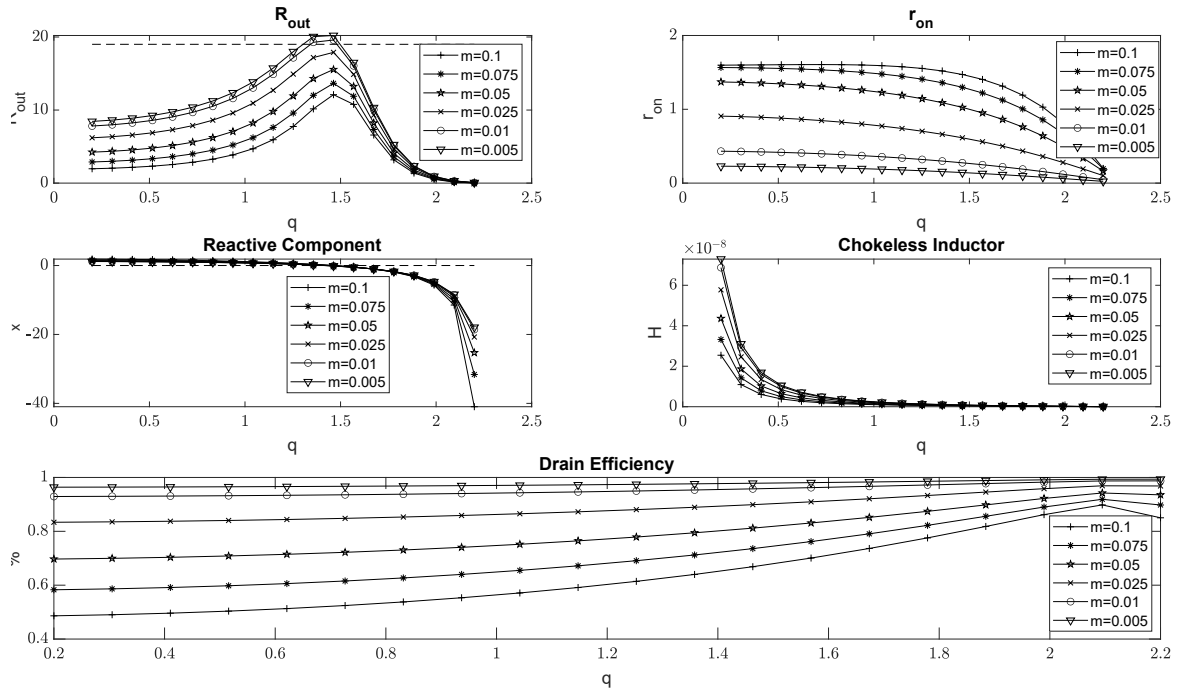 R_out
20
10
0
R_out
m=0.1
m=0.075
m=0.05
m=0.025
m=0.01
m=0.005
0 0.5 1 1.5 2 2.5
q
r_on
2
1
0
r_on
m=0.1
m=0.075
m=0.05
m=0.025
m=0.01
m=0.005
0 0.5 1 1.5 2 2.5
q
Reactive Component
0
-20
-40
x
m=0.1
m=0.075
m=0.05
m=0.025
m=0.01
m=0.005
0 0.5 1 1.5 2 2.5
q
Chokeless Inductor
×10⁻⁸
6
4
2
0
H
m=0.1
m=0.075
m=0.05
m=0.025
m=0.01
m=0.005
0 0.5 1 1.5 2 2.5
q
Drain Efficiency
1
0.8
0.6
0.4
%
m=0.1
m=0.075
m=0.05
m=0.025
m=0.01
m=0.005
0.2 0.4 0.6 0.8 1 1.2 1.4 1.6 1.8 2 2.2
q